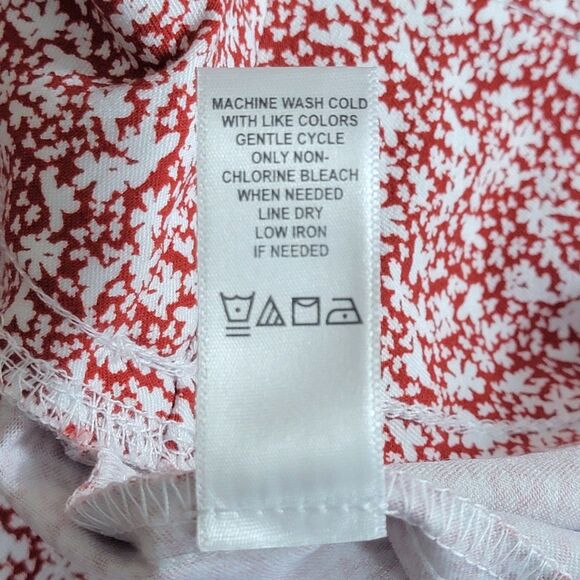 MACHINE WASH COLD
WITH LIKE COLORS
GENTLE CYCLE
ONLY NON-
CHLORINE BLEACH
WHEN NEEDED
LINE DRY
LOW IRON
IF NEEDED